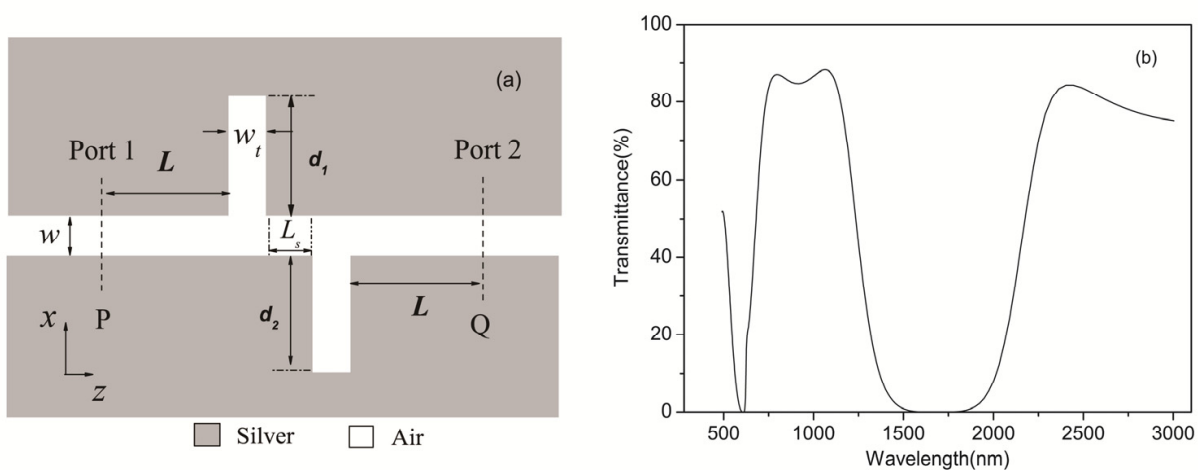 (a)
Port 1
L
w_t
d_1
Port 2
w
L_s
x
P
d_2
L
Q
z
Silver
Air
(b)
Transmittance(%)
100
80
60
40
20
0
500
1000
1500
2000
2500
3000
Wavelength(nm)